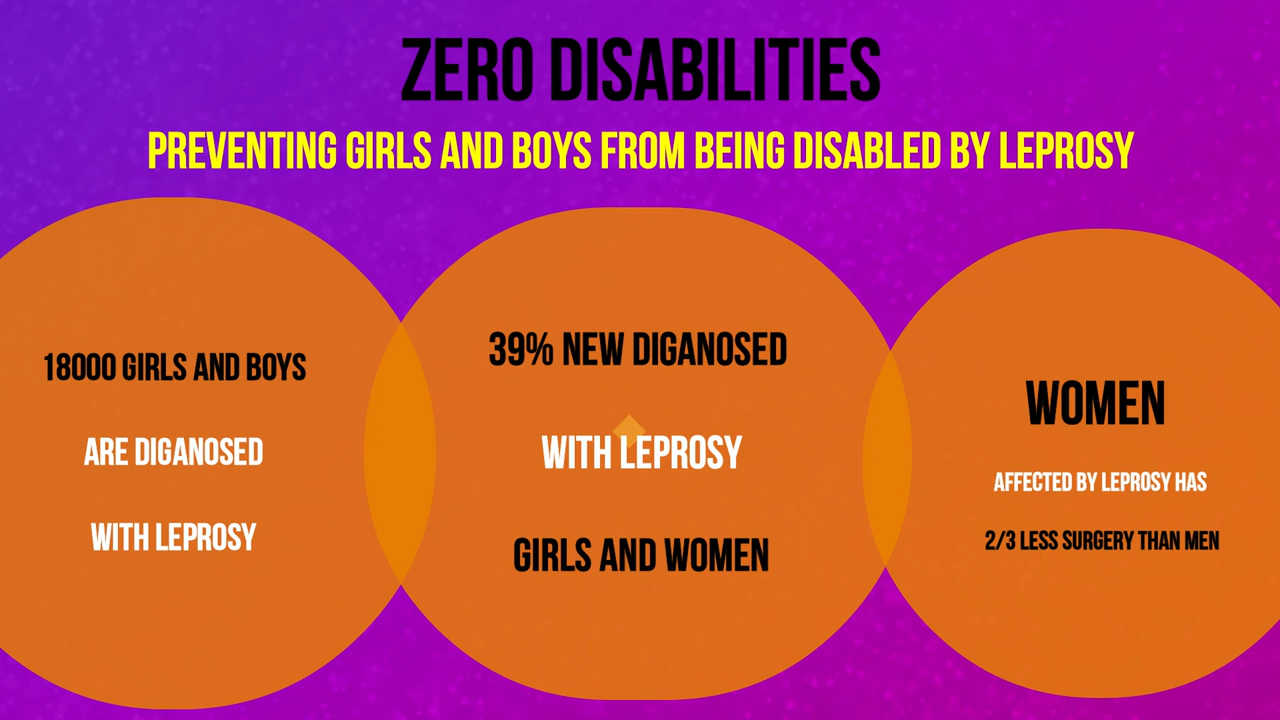 ZERO DISABILITIES
PREVENTING GIRLS AND BOYS FROM BEING DISABLED BY LEPROSY
18000 GIRLS AND BOYS
ARE DIGANOSED
WITH LEPROSY
39% NEW DIGANOSED
WITH LEPROSY
GIRLS AND WOMEN
WOMEN
AFFECTED BY LEPROSY HAS
2/3 LESS SURGERY THAN MEN